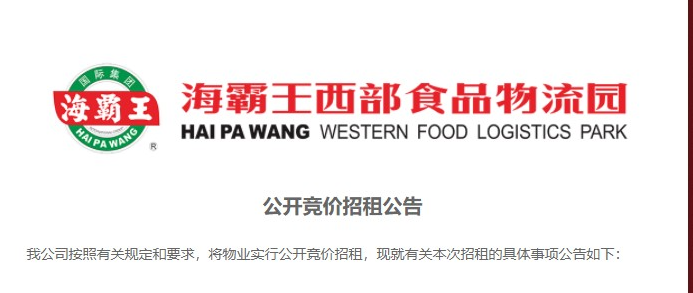 国际集团
海霸王
HAI PA WANG
®
海霸王西部食品物流园
HAI PA WANG WESTERN FOOD LOGISTICS PARK
公开竞价招租公告
我公司按照有关规定和要求，将物业实行公开竞价招租，现就有关本次招租的具体事项公告如下：